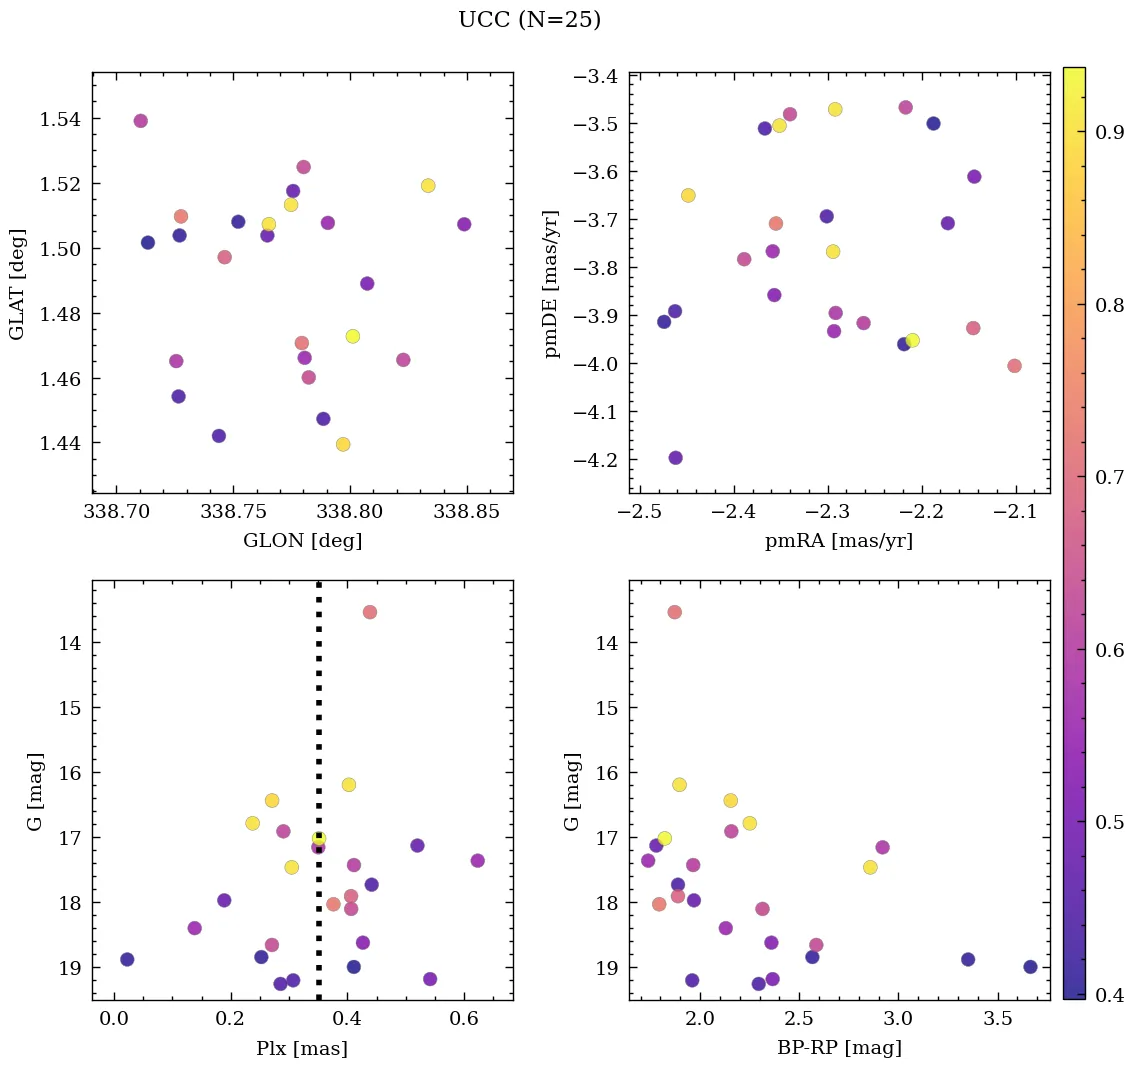 UCC (N=25)
1.54
1.52
1.50
1.48
1.46
1.44
GLAT [deg]
338.70 338.75 338.80 338.85
GLON [deg]
−3.4
−3.5
−3.6
−3.7
−3.8
−3.9
−4.0
−4.1
−4.2
pmDE [mas/yr]
−2.5 −2.4 −2.3 −2.2 −2.1
pmRA [mas/yr]
14
15
16
17
18
19
G [mag]
0.0 0.2 0.4 0.6
Plx [mas]
14
15
16
17
18
19
G [mag]
2.0 2.5 3.0 3.5
BP-RP [mag]
0.9
0.8
0.7
0.6
0.5
0.4